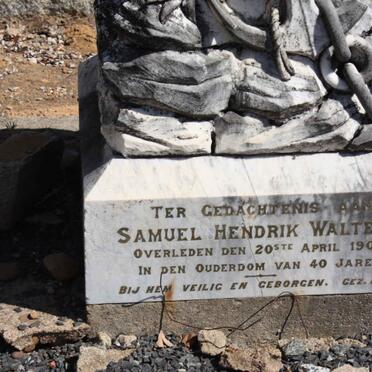 TER GEDACHTENIS AAN
SAMUEL HENDRIK WALTE
OVERLEDEN DEN 20STE APRIL 190
IN DEN OUDERDOM VAN 40 JARE
BIJ HEM VEILIG EN GEBORGEN. GEZ.